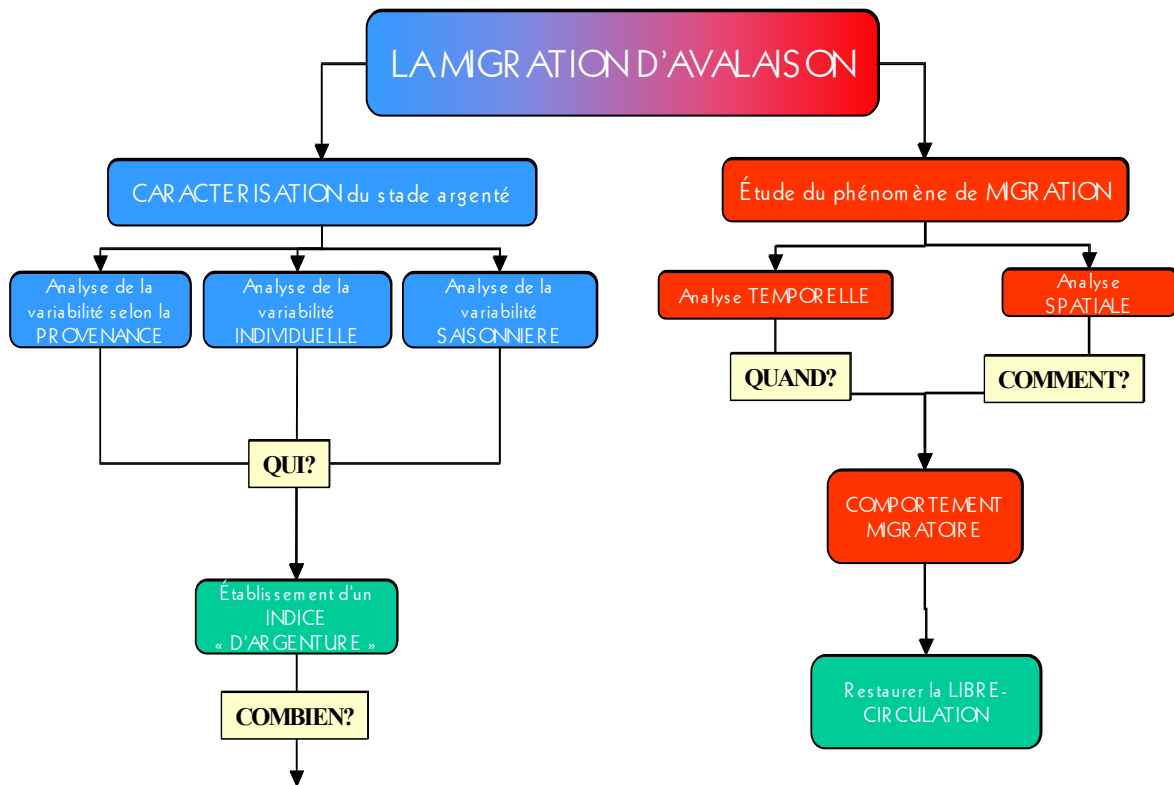 LA MIGRATION D'AVALAISON
CARACTERISATION du stade argenté
Étude du phénomène de MIGRATION
Analyse de la
variabilité selon la
PROVENANCE
Analyse de la
variabilité
INDIVIDUELLE
Analyse de la
variabilité
SAISONNIERE
Analyse TEMPORELLE
Analyse
SPATIALE
QUAND?
COMMENT?
QUI?
COMPORTEMENT
MIGRATOIRE
Établissement d'un
INDICE
« D'ARGENTURE »
Restaurer la LIBRE-
CIRCULATION
COMBIEN?